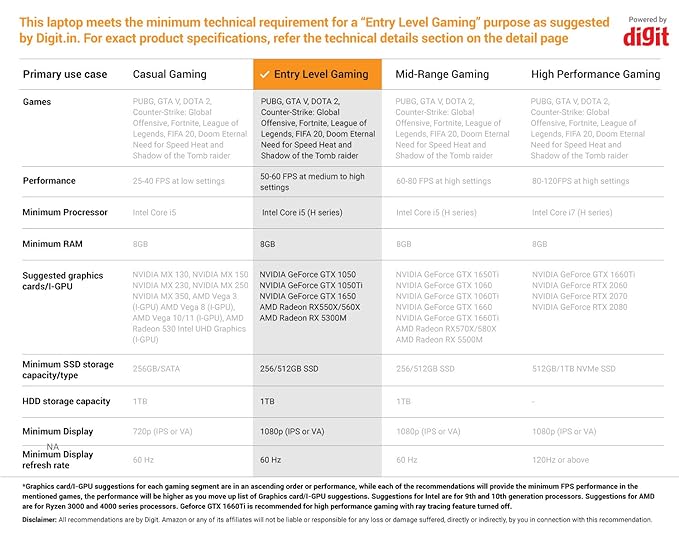 This laptop meets the minimum technical requirement for a "Entry Level Gaming" purpose as suggested
by Digit.in. For exact product specifications, refer the technical details section on the detail page
Powered by
digit
Primary use case
Casual Gaming
✓ Entry Level Gaming
Mid-Range Gaming
High Performance Gaming
Games
PUBG, GTA V, DOTA 2,
Counter-Strike: Global
Offensive, Fortnite, League of
Legends, FIFA 20, Doom Eternal
Need for Speed Heat and
Shadow of the Tomb raider
PUBG, GTA V, DOTA 2,
Counter-Strike: Global
Offensive, Fortnite, League of
Legends, FIFA 20, Doom Eternal
Need for Speed Heat and
Shadow of the Tomb raider
PUBG, GTA V, DOTA 2,
Counter-Strike: Global
Offensive, Fortnite, League of
Legends, FIFA 20, Doom Eternal
Need for Speed Heat and
Shadow of the Tomb raider
PUBG, GTA V, DOTA 2,
Counter-Strike: Global
Offensive, Fortnite, League of
Legends, FIFA 20, Doom Eternal
Need for Speed Heat and
Shadow of the Tomb raider
Performance
25-40 FPS at low settings
50-60 FPS at medium to high
settings
60-80 FPS at high settings
80-120FPS at high settings
Minimum Procressor
Intel Core i5
Intel Core i5 (H series)
Intel Core i5 (H series)
Intel Core i7 (H series)
Minimum RAM
8GB
8GB
8GB
8GB
Suggested graphics
cards/I-GPU
NVIDIA MX 130, NVIDIA MX 150
NVIDIA MX 230, NVIDIA MX 250
NVIDIA MX 350, AMD Vega 3
(I-GPU) AMD Vega 8 (I-GPU),
AMD Vega 10/11 (I-GPU), AMD
Radeon 530 Intel UHD Graphics
(I-GPU)
NVIDIA GeForce GTX 1050
NVIDIA GeForce GTX 1050Ti
NVIDIA GeForce GTX 1650
AMD Radeon RX550X/560X
AMD Radeon RX 5300M
NVIDIA GeForce GTX 1650Ti
NVIDIA GeForce GTX 1060
NVIDIA GeForce GTX 1060Ti
NVIDIA GeForce GTX 1660
NVIDIA GeForce GTX 1660Ti
AMD Radeon RX570X/580X
AMD Radeon RX 5500M
NVIDIA GeForce GTX 1660Ti
NVIDIA GeForce RTX 2060
NVIDIA GeForce RTX 2070
NVIDIA GeForce RTX 2080
Minimum SSD storage
capacity/type
256GB/SATA
256/512GB SSD
256/512GB SSD
512GB/1TB NVMe SSD
HDD storage capacity
1TB
1TB
1TB
-
Minimum Display
720p (IPS or VA)
1080p (IPS or VA)
1080p (IPS or VA)
1080p (IPS or VA)
NA
Minimum Display
refresh rate
60 Hz
60 Hz
60 Hz
120Hz or above
*Graphics card/I-GPU suggestions for each gaming segment are in an ascending order or performance, while each of the recommendations will provide the minimum FPS performance in the
mentioned games, the performance will be higher as you move up list of Graphics card/I-GPU suggestions. Suggestions for Intel are for 9th and 10th generation processors. Suggestions for AMD
are for Ryzen 3000 and 4000 series processors. Geforce GTX 1660Ti is recommended for high performance gaming with ray tracing feature turned off.
Disclaimer: All recommendations are by Digit. Amazon or any of its affiliates will not be liable or responsible for any loss or damage suffered, directly or indirectly, by you in connection with this recommendation.